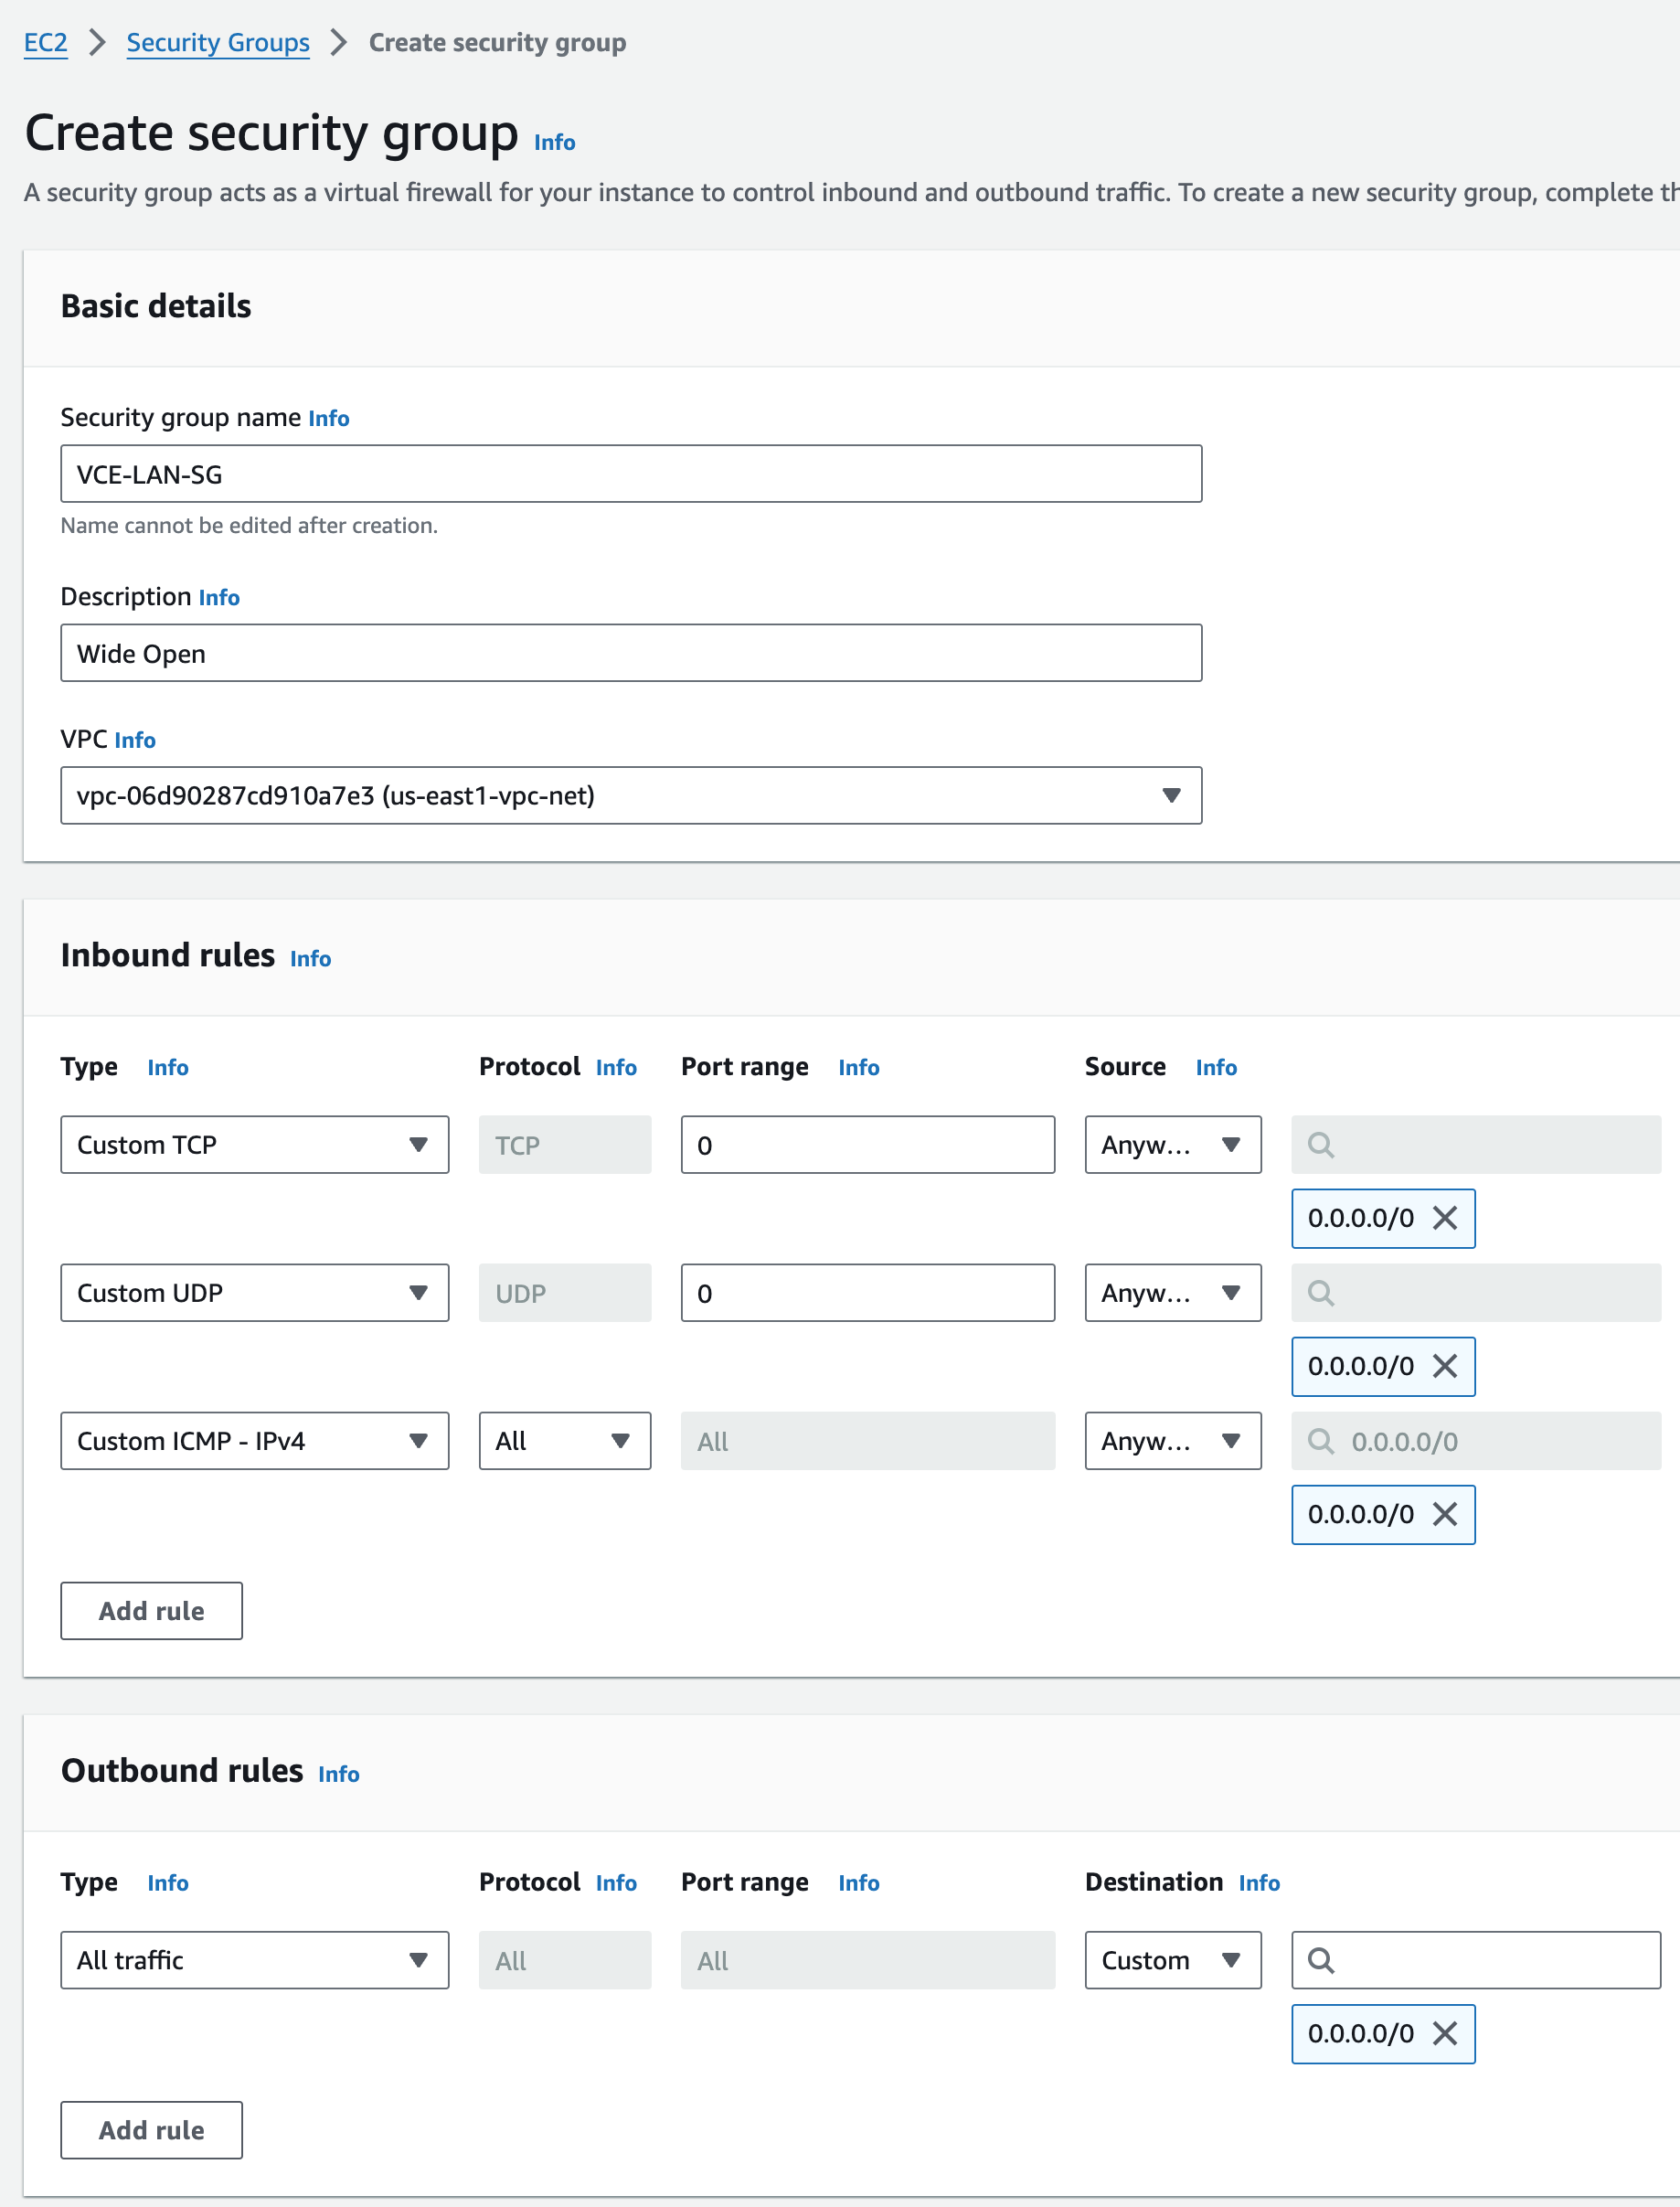 EC2 > Security Groups > Create security group
Create security group Info
A security group acts as a virtual firewall for your instance to control inbound and outbound traffic. To create a new security group, complete th
Basic details
Security group name Info
VCE-LAN-SG
Name cannot be edited after creation.
Description Info
Wide Open
VPC Info
vpc-06d90287cd910a7e3 (us-east1-vpc-net)
Inbound rules Info
Type Info Protocol Info Port range Info Source Info
Custom TCP TCP 0 Anyw...
0.0.0.0/0
Custom UDP UDP 0 Anyw...
0.0.0.0/0
Custom ICMP - IPv4 All All Anyw... 0.0.0.0/0
0.0.0.0/0
Add rule
Outbound rules Info
Type Info Protocol Info Port range Info Destination Info
All traffic All All Custom
0.0.0.0/0
Add rule